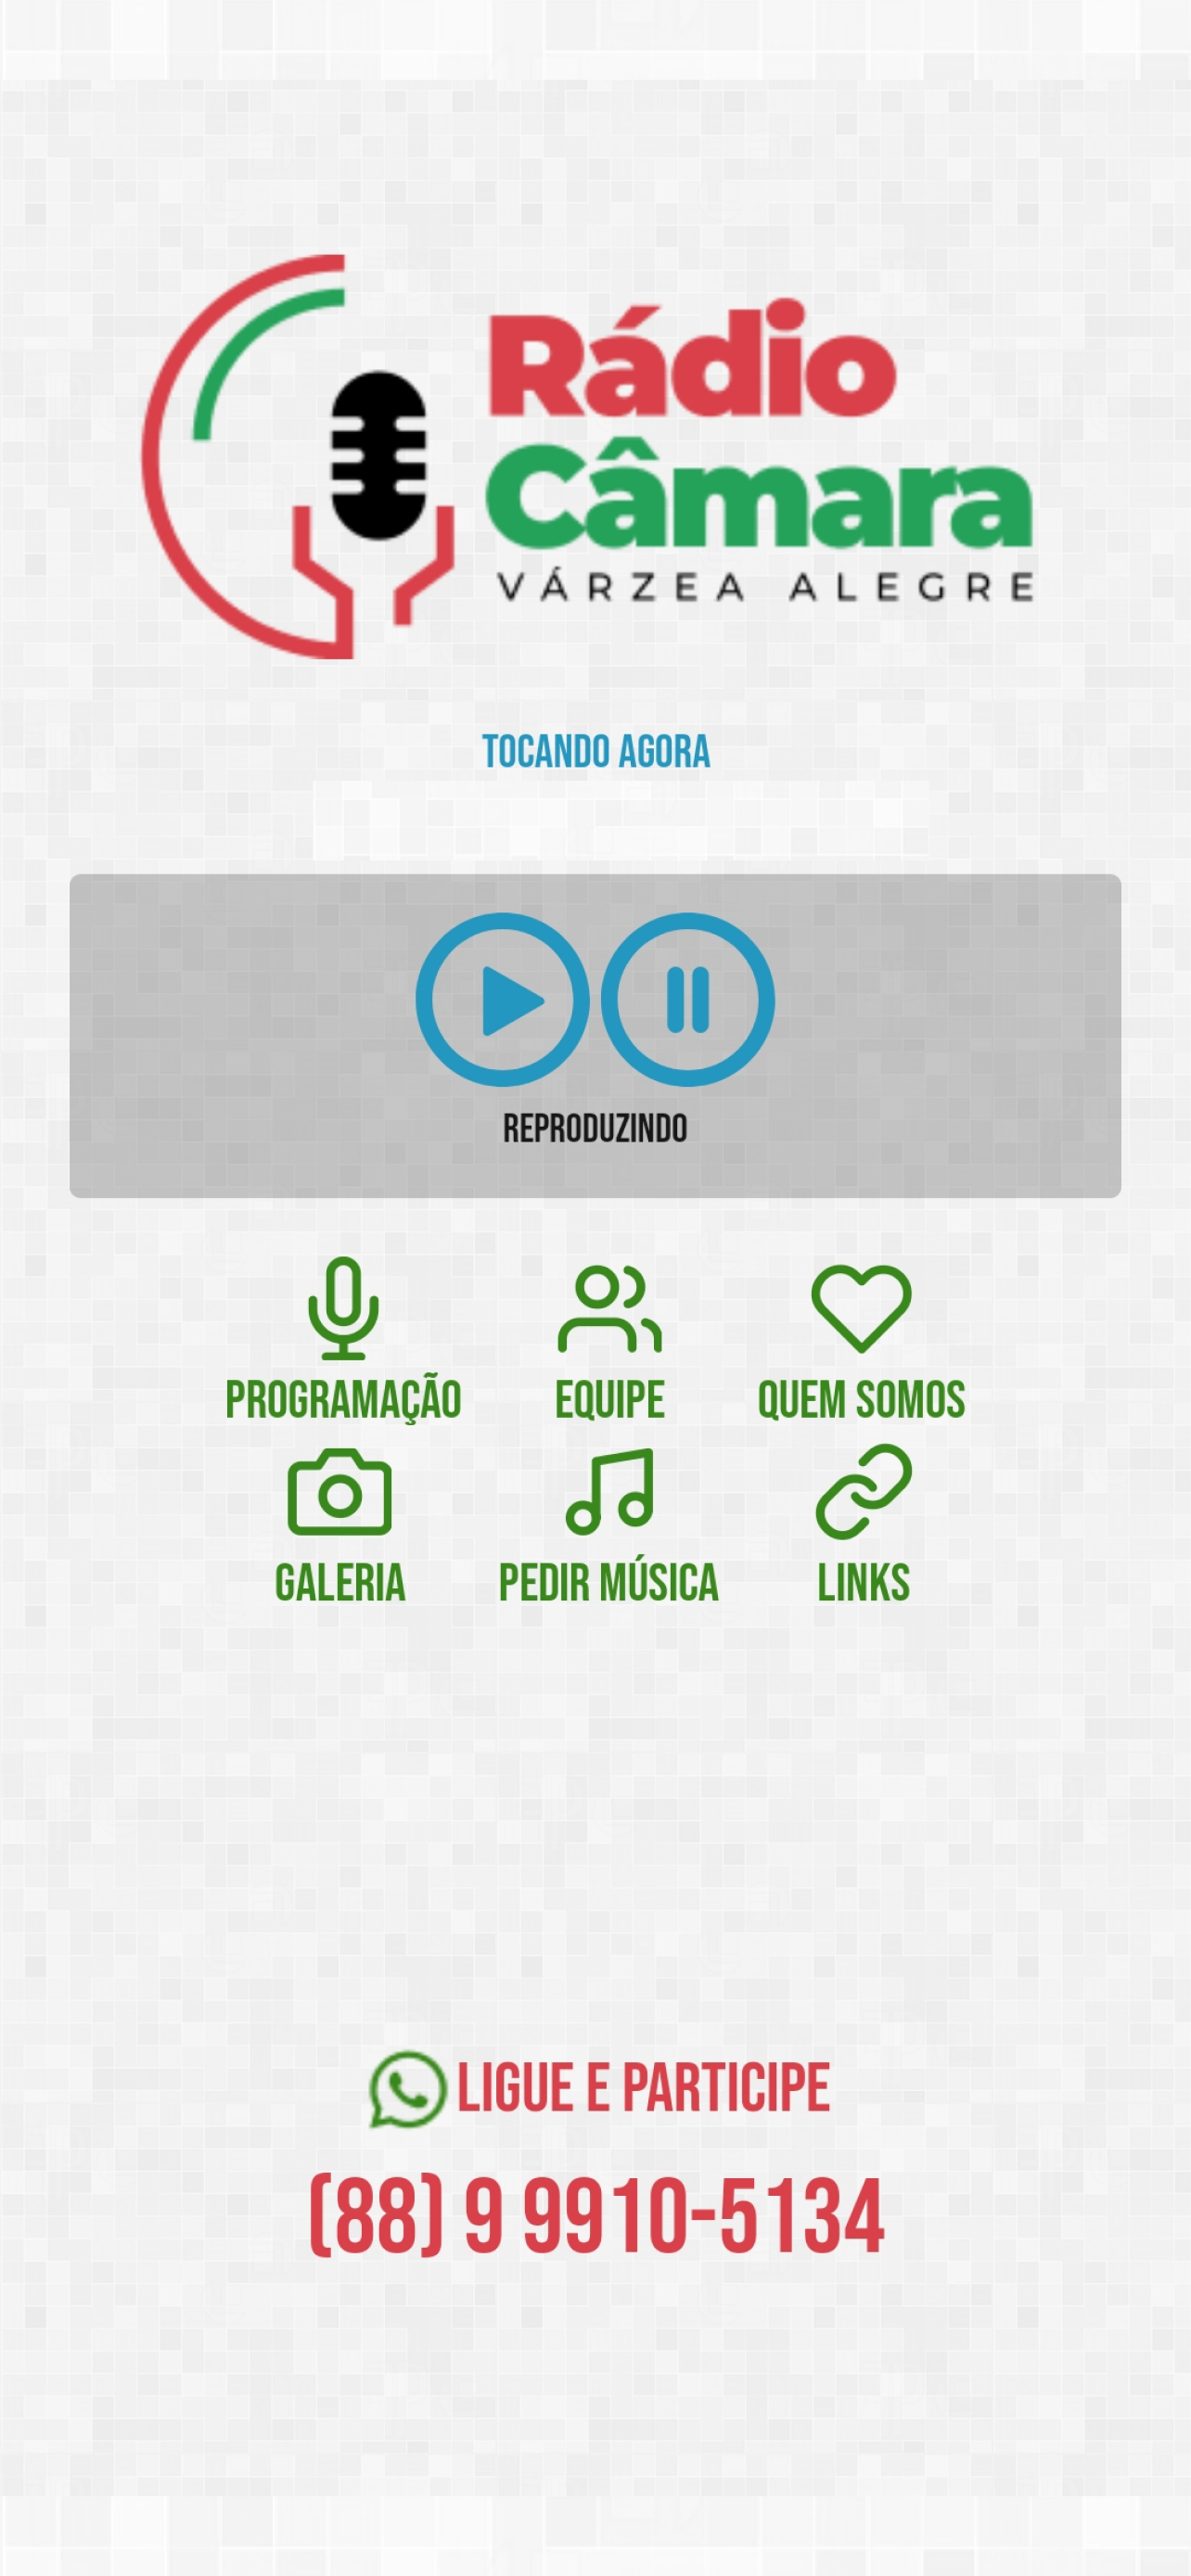 Rádio
Câmara
VÁRZEA ALEGRE
TOCANDO AGORA
REPRODUZINDO
PROGRAMAÇÃO EQUIPE QUEM SOMOS
GALERIA PEDIR MÚSICA LINKS
LIGUE E PARTICIPE
(88) 9 9910-5134